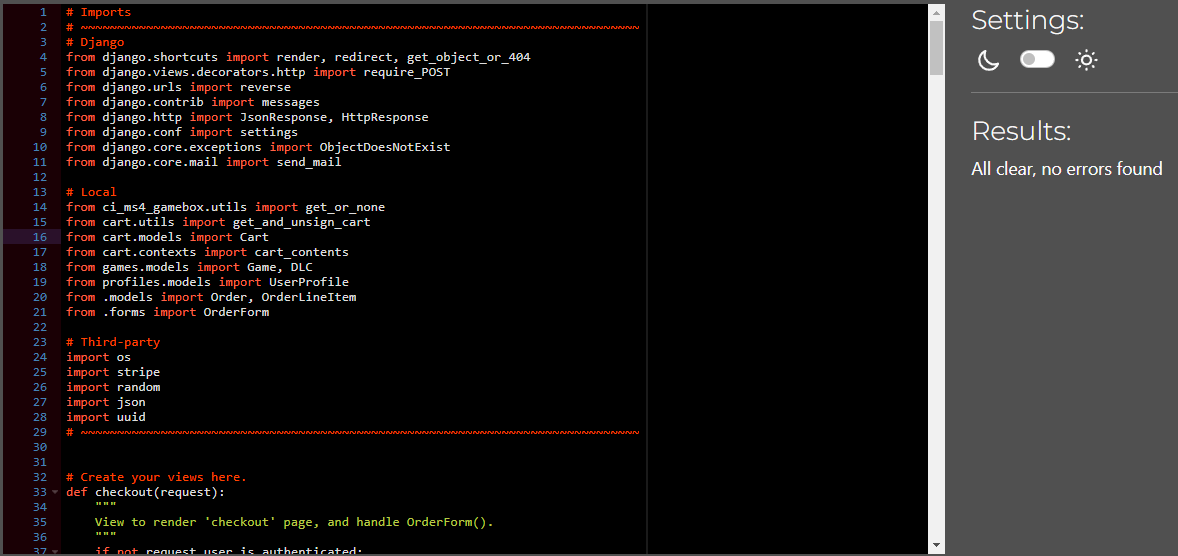 1 # Imports
2 # ~~~~~~~~~~~~~~~~~~~~~~~~~~~~~~~~~~~~~~~~~~~~~~~~~~~~~~~~~~~~~~~~~~~~~~~~~~~~~
3 # Django
4 from django.shortcuts import render, redirect, get_object_or_404
5 from django.views.decorators.http import require_POST
6 from django.urls import reverse
7 from django.contrib import messages
8 from django.http import JsonResponse, HttpResponse
9 from django.conf import settings
10 from django.core.exceptions import ObjectDoesNotExist
11 from django.core.mail import send_mail
12
13 # Local
14 from ci_ms4_gamebox.utils import get_or_none
15 from cart.utils import get_and_unsign_cart
16 from cart.models import Cart
17 from cart.contexts import cart_contents
18 from games.models import Game, DLC
19 from profiles.models import UserProfile
20 from .models import Order, OrderLineItem
21 from .forms import OrderForm
22
23 # Third-party
24 import os
25 import stripe
26 import random
27 import json
28 import uuid
29 # ~~~~~~~~~~~~~~~~~~~~~~~~~~~~~~~~~~~~~~~~~~~~~~~~~~~~~~~~~~~~~~~~~~~~~~~~~~~~~
30
31
32 # Create your views here.
33 def checkout(request):
34 """
35 View to render 'checkout' page, and handle OrderForm().
36 """
37 if not request.user.is_authenticated:
Settings:
Results:
All clear, no errors found